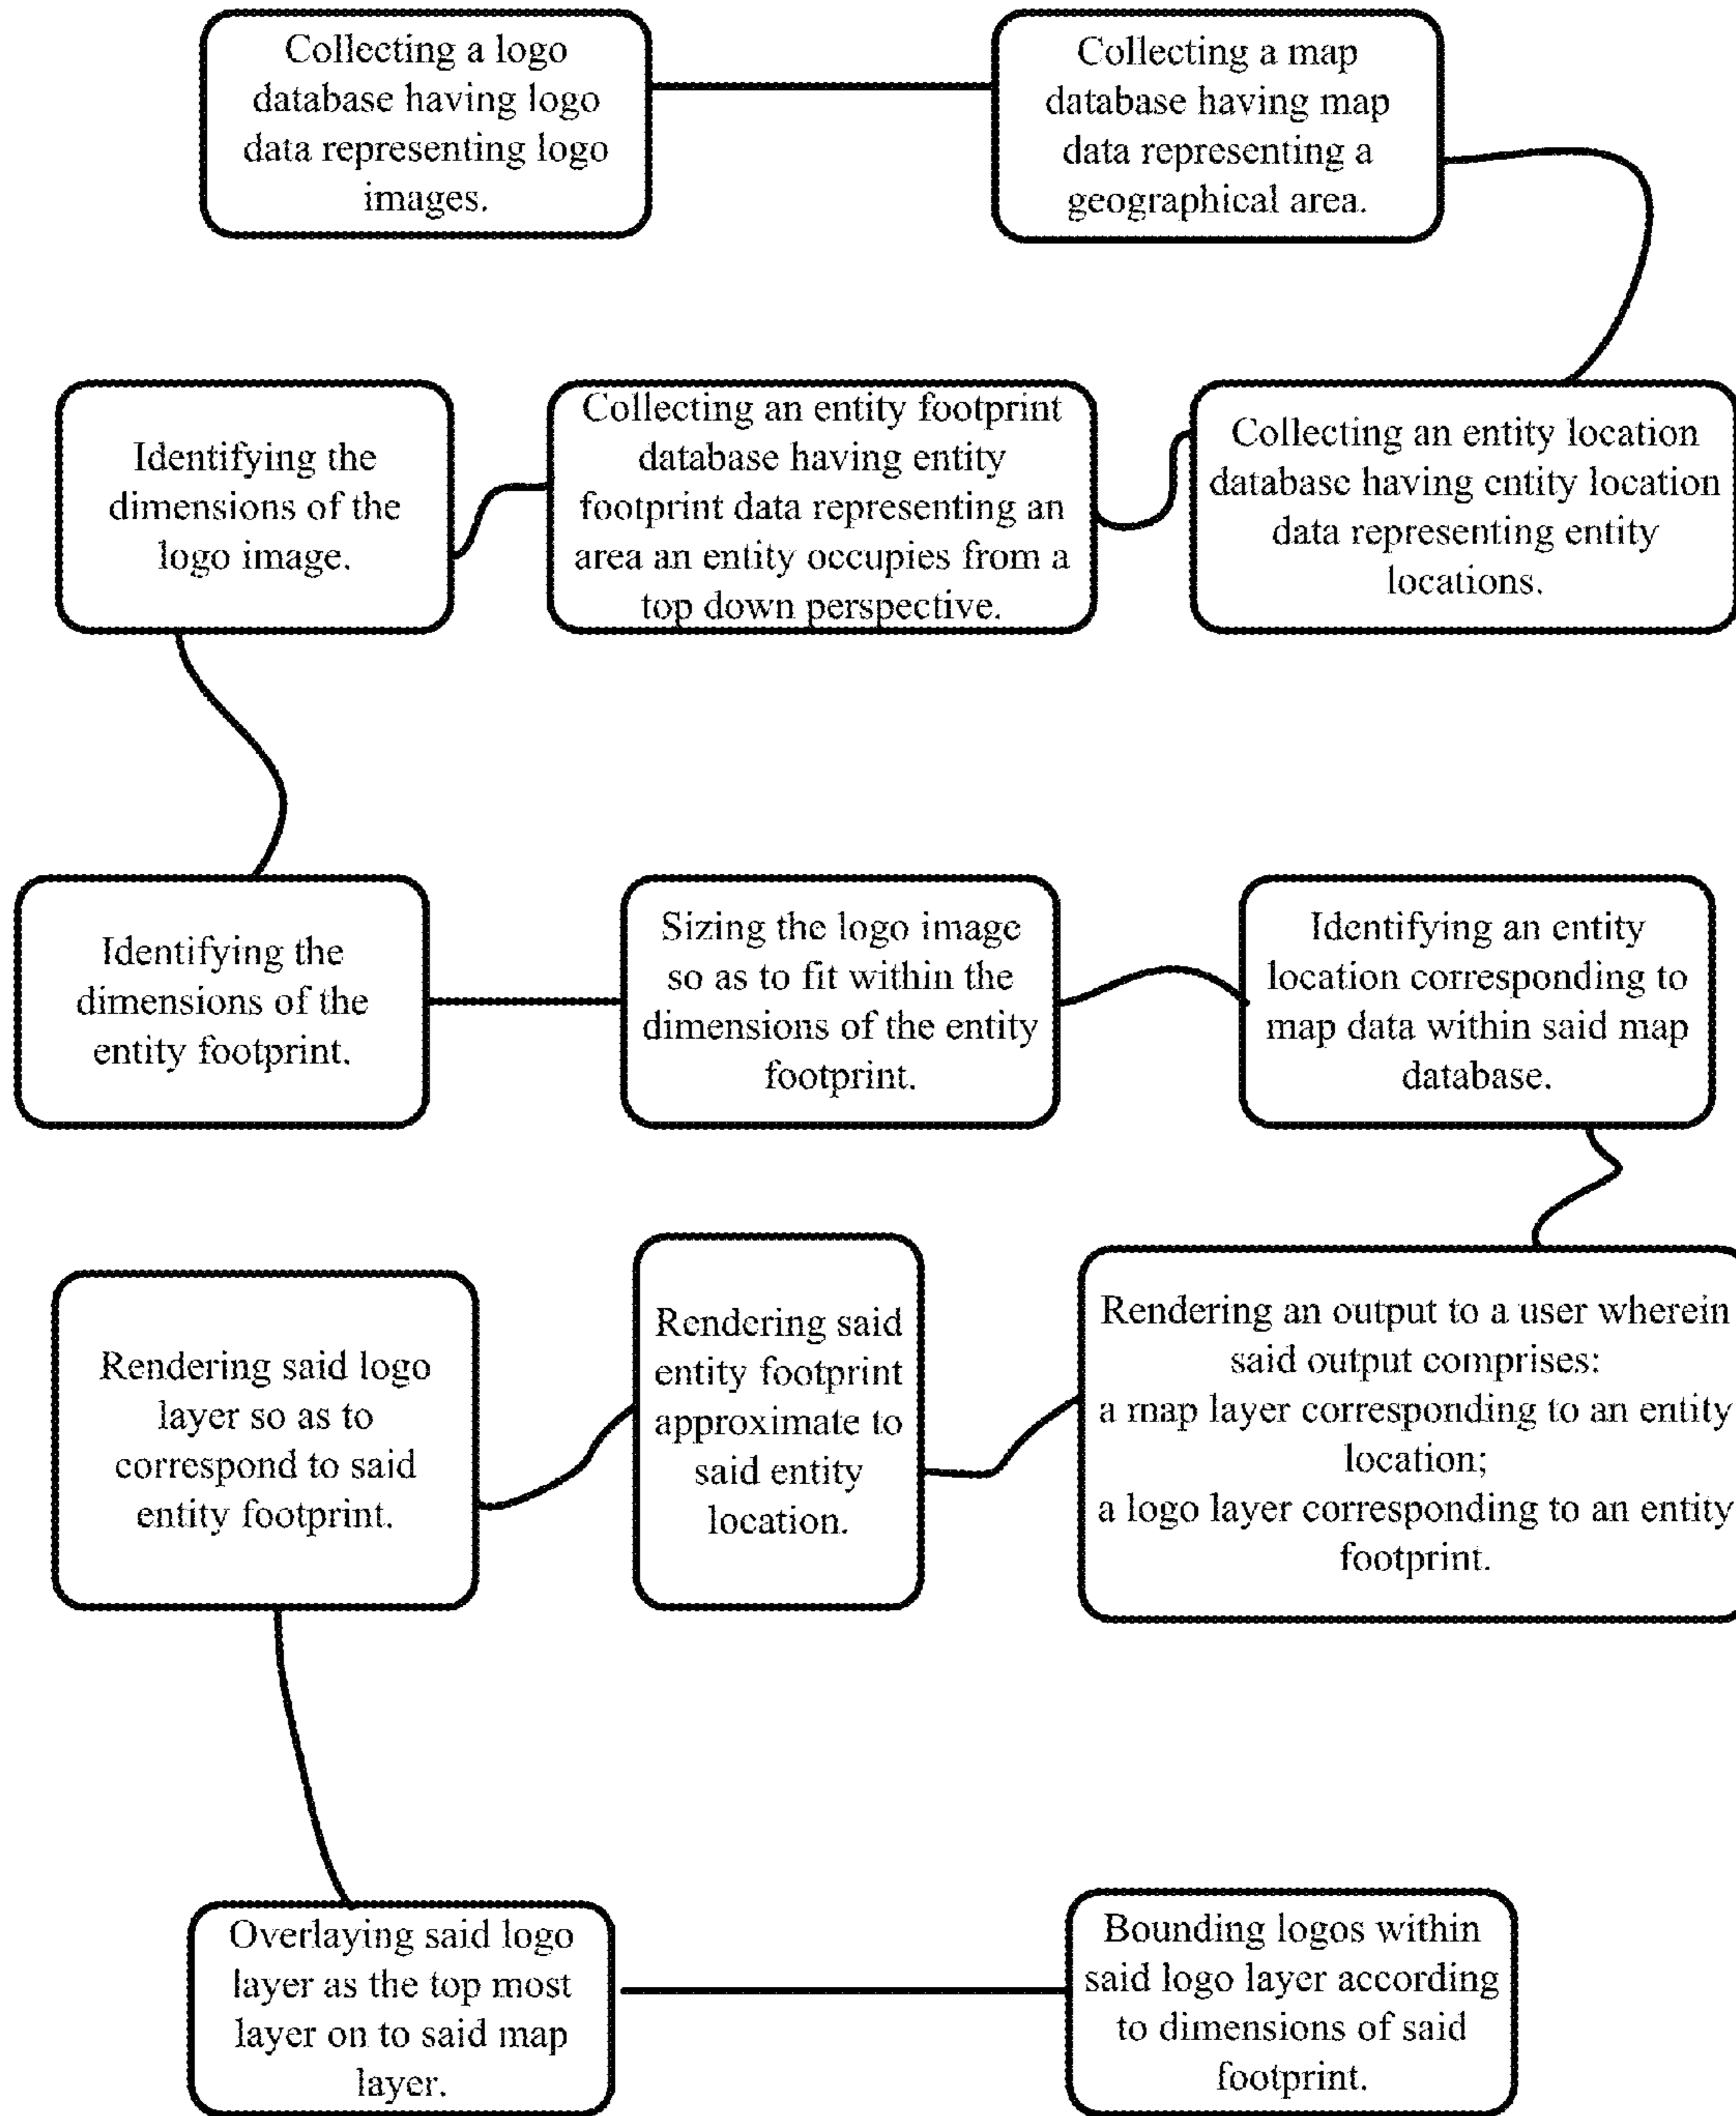 Collecting a logo
database having logo
data representing logo
images.
Collecting a map
database having map
data representing a
geographical area.
Collecting an entity location
database having entity location
data representing entity
locations.
Collecting an entity footprint
database having entity
footprint data representing an
area an entity occupies from a
top down perspective.
Identifying the
dimensions of the
logo image.
Identifying the
dimensions of the
entity footprint.
Sizing the logo image
so as to fit within the
dimensions of the entity
footprint.
Identifying an entity
location corresponding to
map data within said map
database.
Rendering an output to a user wherein
said output comprises:
a map layer corresponding to an entity
location;
a logo layer corresponding to an entity
footprint.
Rendering said
entity footprint
approximate to
said entity
location.
Rendering said logo
layer so as to
correspond to said
entity footprint.
Overlaying said logo
layer as the top most
layer on to said map
layer.
Bounding logos within
said logo layer according
to dimensions of said
footprint.